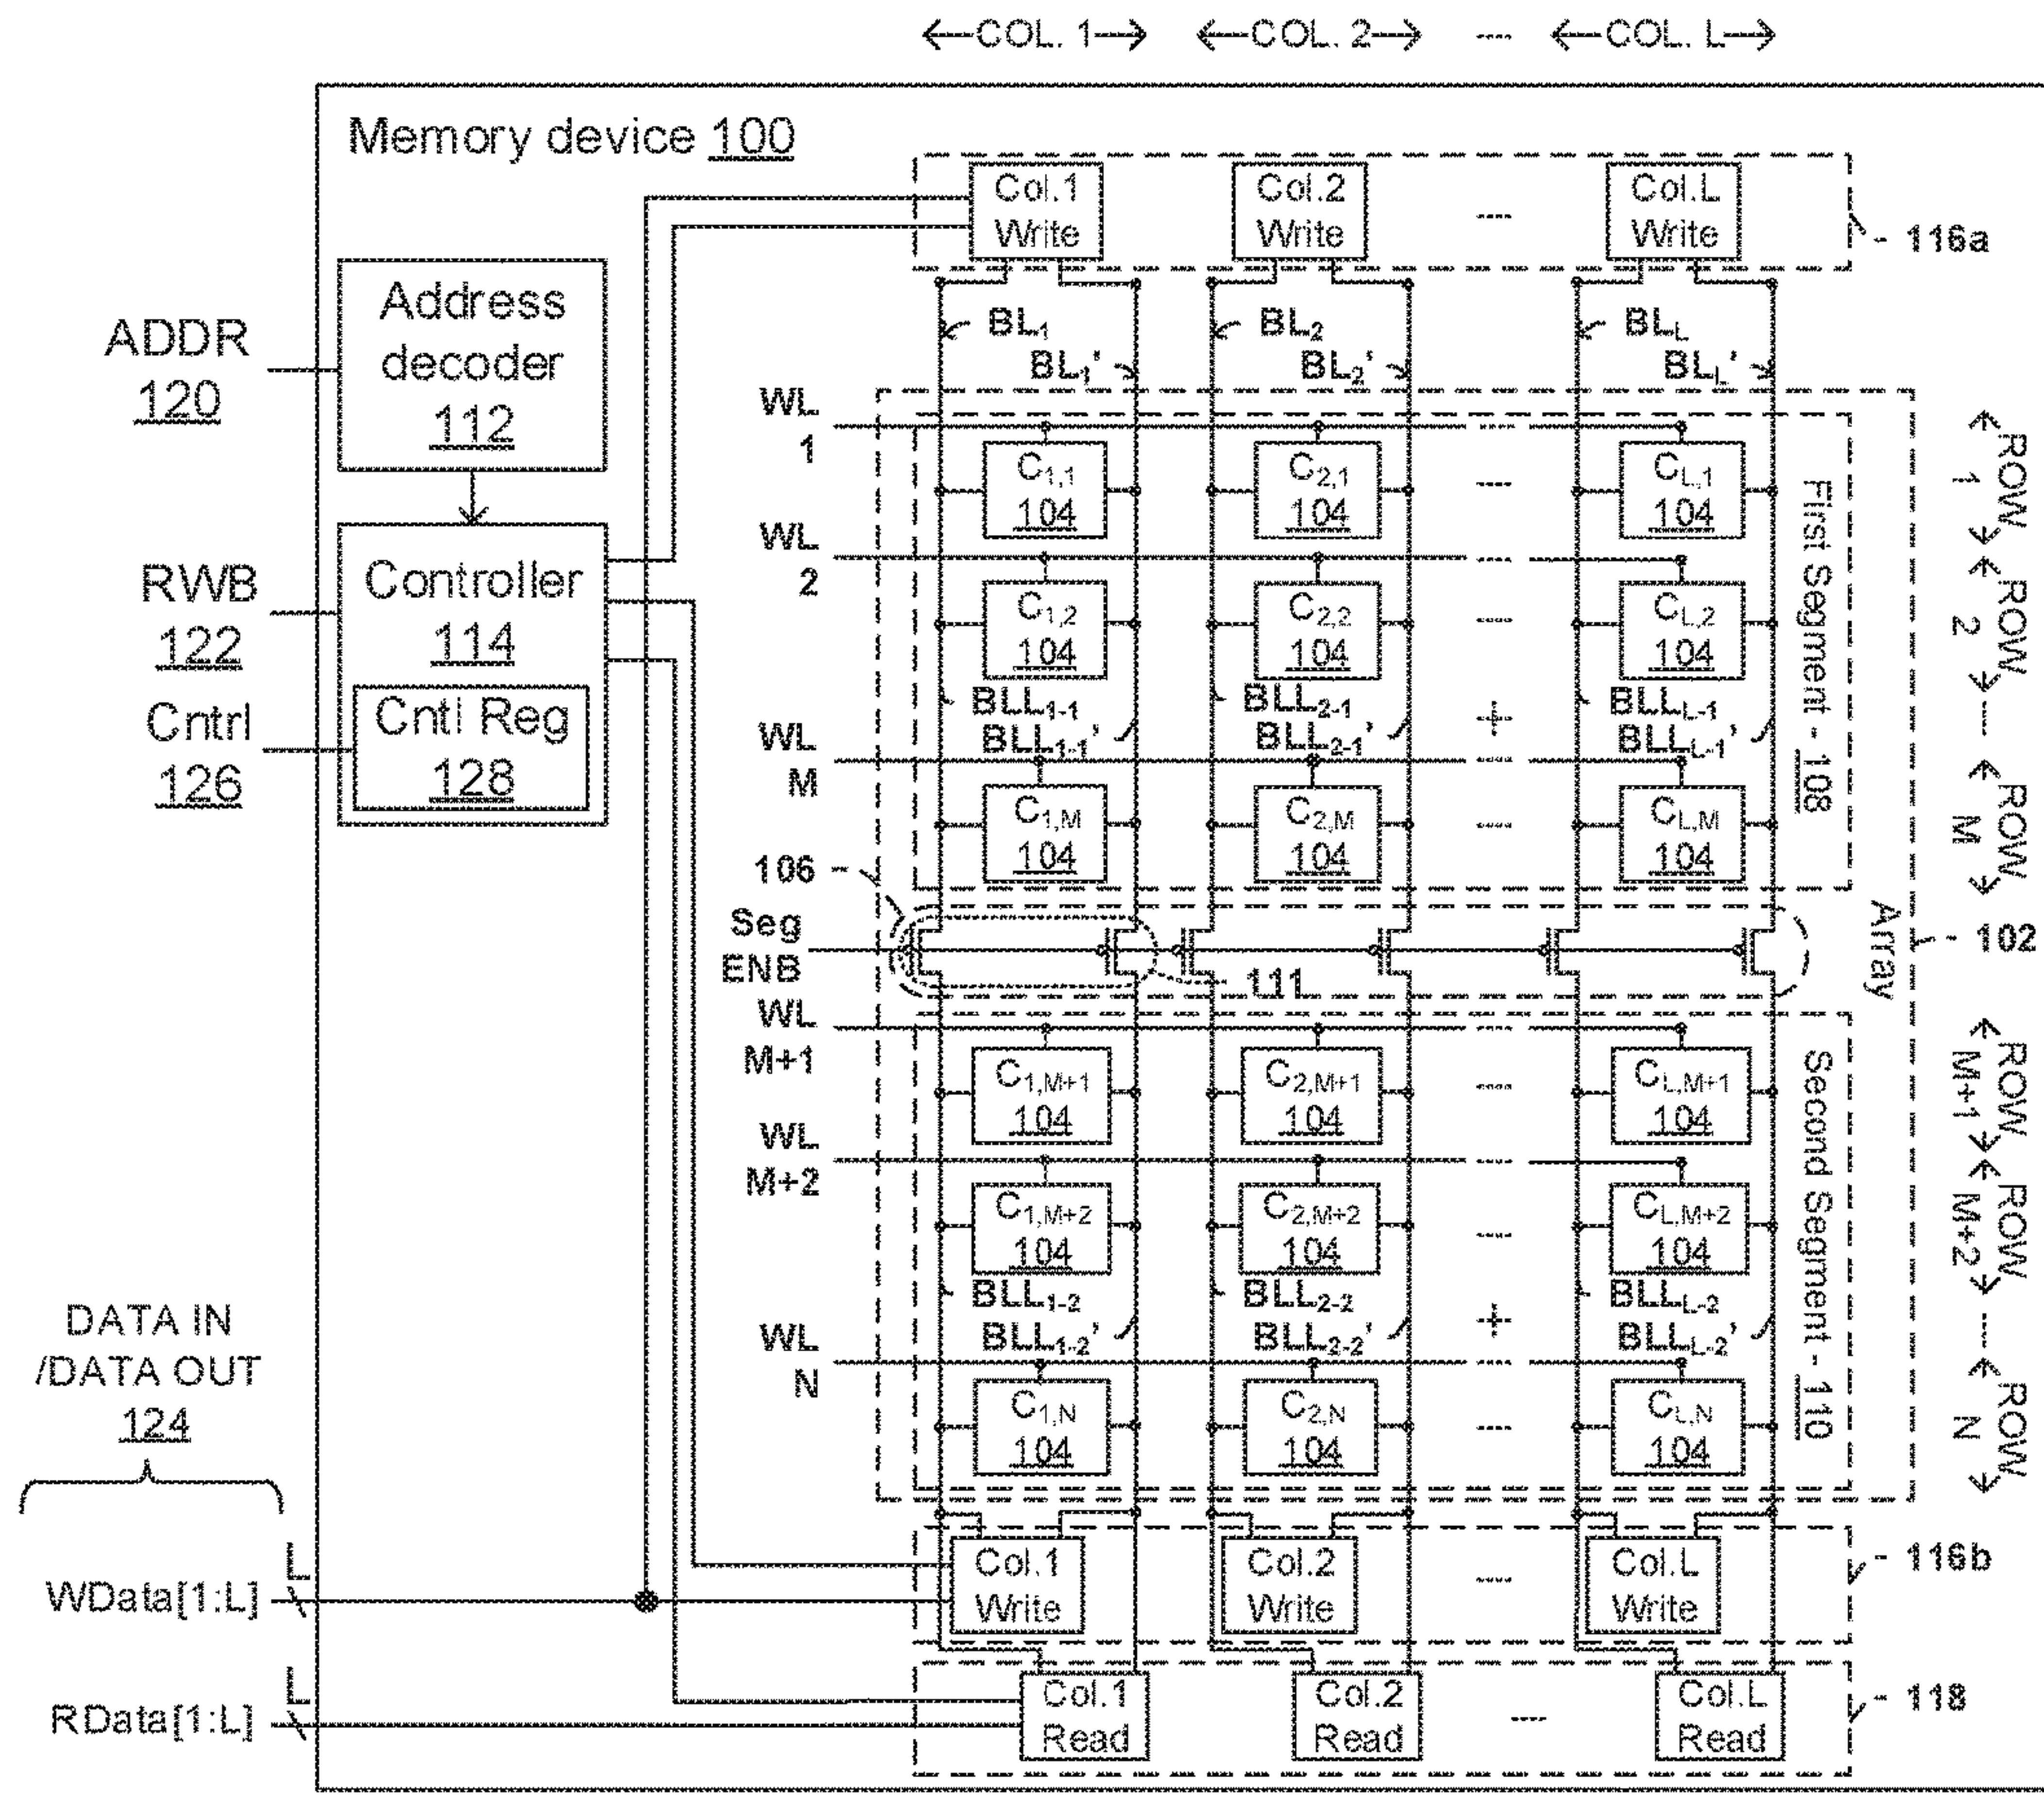 COL. 1 COL. 2 ---- COL. L
Memory device 100
Col.1 Write
Col.2 Write
----
Col.L Write
116a
Address decoder 112
ADDR 120
BL1 BL1'
BL2 BL2'
BLL BLL'
WL 1
C1,1 104
C2,1 104
----
CL,1 104
ROW 1
WL 2
C1,2 104
C2,2 104
----
CL,2 104
ROW 2
RWB 122
Controller 114
Cntrl 126
Cntl Reg 128
BLL1-1 BLL1-1'
BLL2-1 BLL2-1'
BLLL-1 BLLL-1'
First Segment - 108
WL M
C1,M 104
C2,M 104
----
CL,M 104
ROW M
106
Seg ENB
111
Array
102
WL M+1
C1,M+1 104
C2,M+1 104
----
CL,M+1 104
ROW M+1
WL M+2
C1,M+2 104
C2,M+2 104
----
CL,M+2 104
ROW M+2
BLL1-2 BLL1-2'
BLL2-2 BLL2-2'
BLLL-2 BLLL-2'
Second Segment - 110
WL N
C1,N 104
C2,N 104
----
CL,N 104
ROW N
DATA IN
/DATA OUT
124
L
WData[1:L]
Col.1 Write
Col.2 Write
----
Col.L Write
116b
L
RData[1:L]
Col.1 Read
Col.2 Read
----
Col.L Read
118